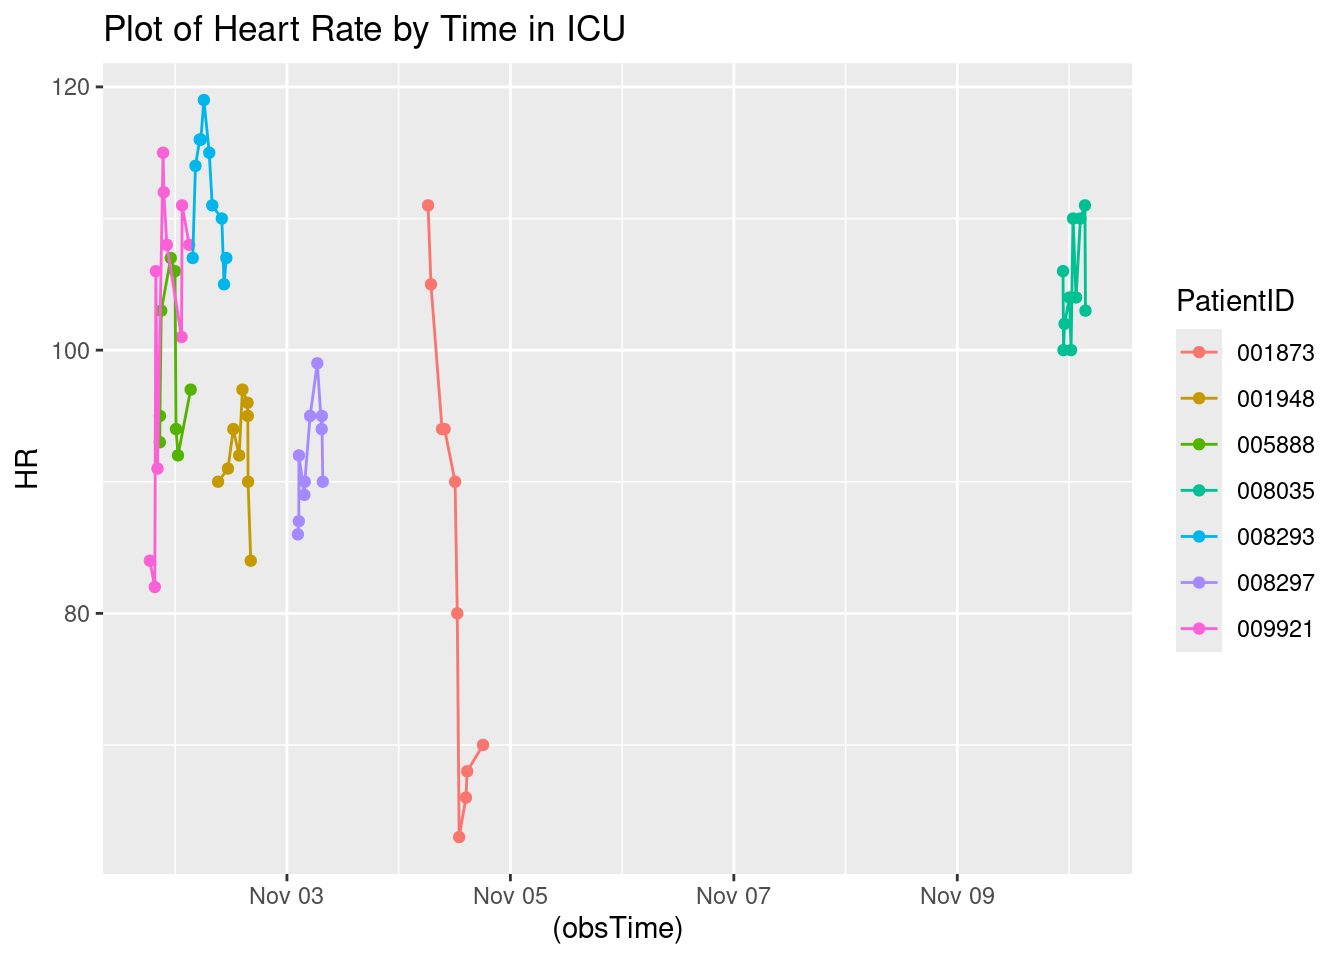 Plot of Heart Rate by Time in ICU
120
100
80
HR
Nov 03
Nov 05
Nov 07
Nov 09
(obsTime)
PatientID
001873
001948
005888
008035
008293
008297
009921